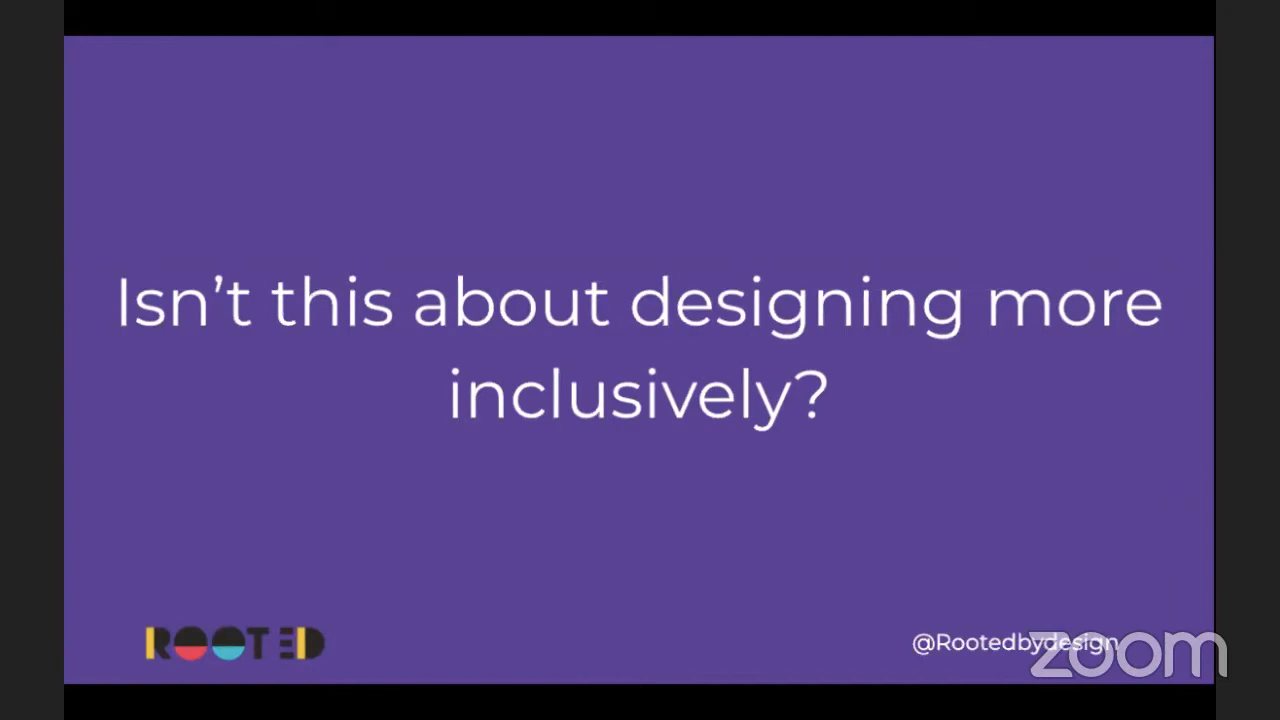 Isn’t this about designing more
inclusively?
ROOTED
@Rootedbydesign
zoom